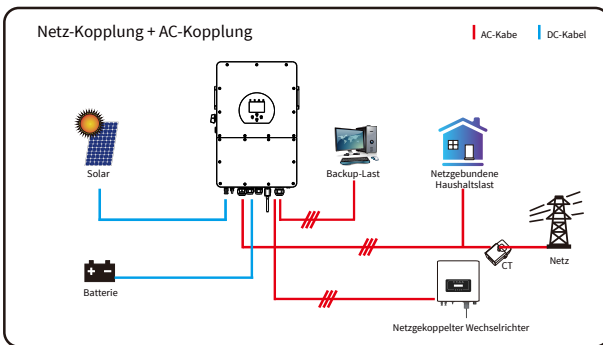 Netz-Kopplung + AC-Kopplung
AC-Kabe
DC-Kabel
Solar
Backup-Last
Netzgebundene
Haushaltslast
CT
Netz
Batterie
Netzgekoppelter Wechselrichter